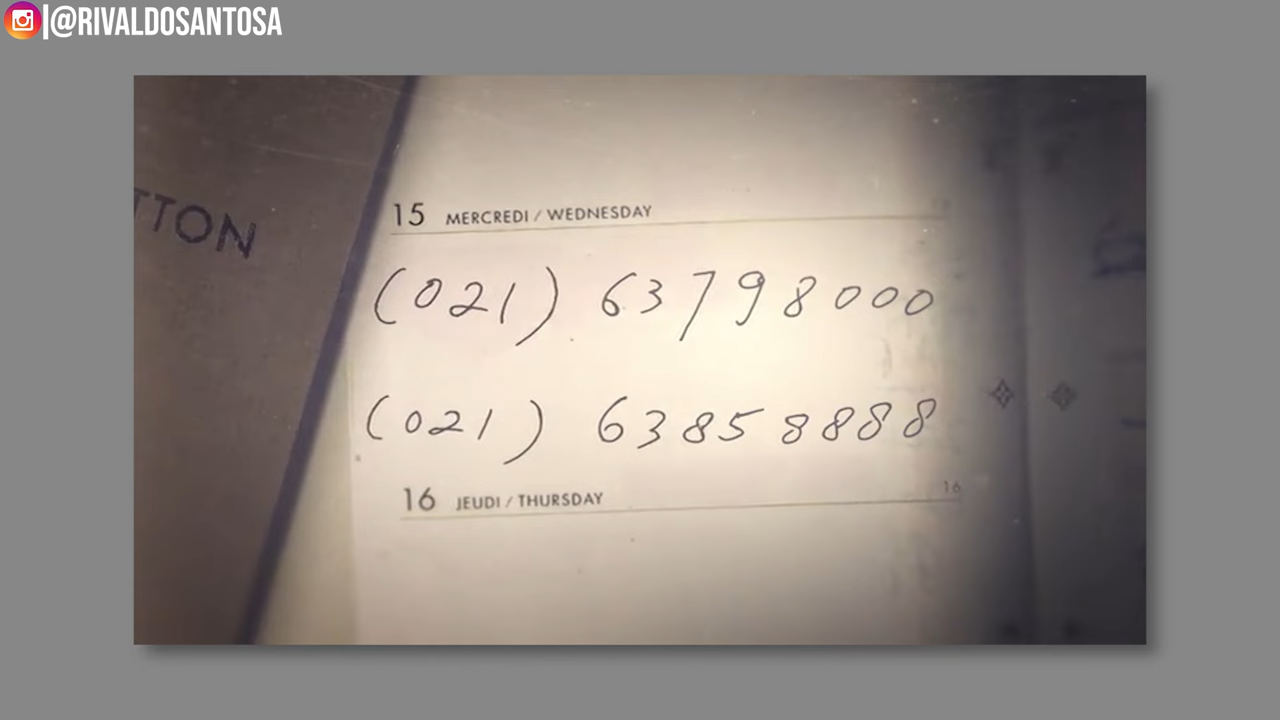 |@RIVALDOSANTOSA
TTON
15 MERCREDI / WEDNESDAY
(021) 63798000
(021) 63858888
16 JEUDI / THURSDAY
16